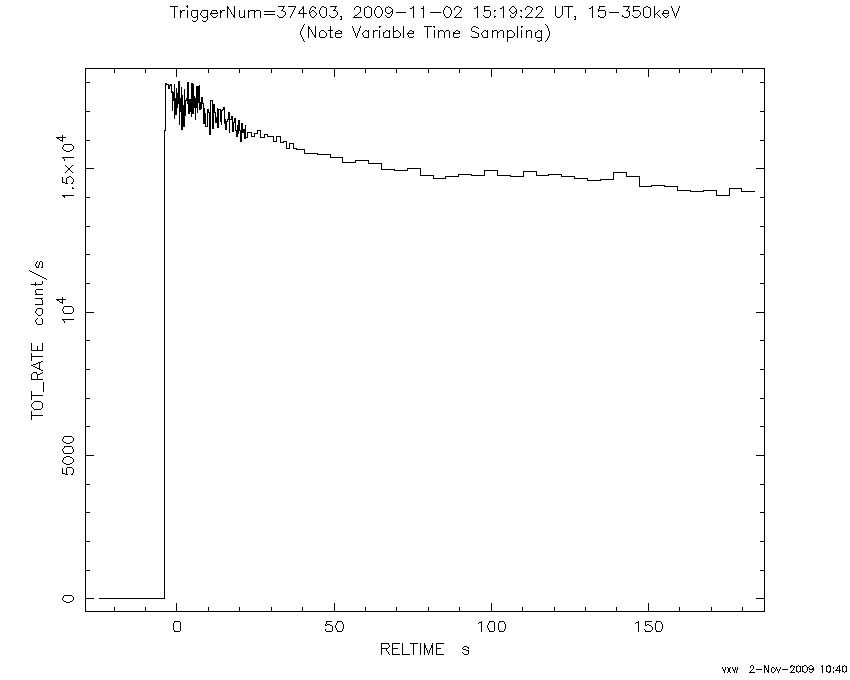 TriggerNum=374603, 2009-11-02 15:19:22 UT, 15-350keV
(Note Variable Time Sampling)
TOT_RATE count/s
1.5×10⁴
10⁴
5000
0
0 50 100 150
RELTIME s
vxw 2-Nov-2009 10:40